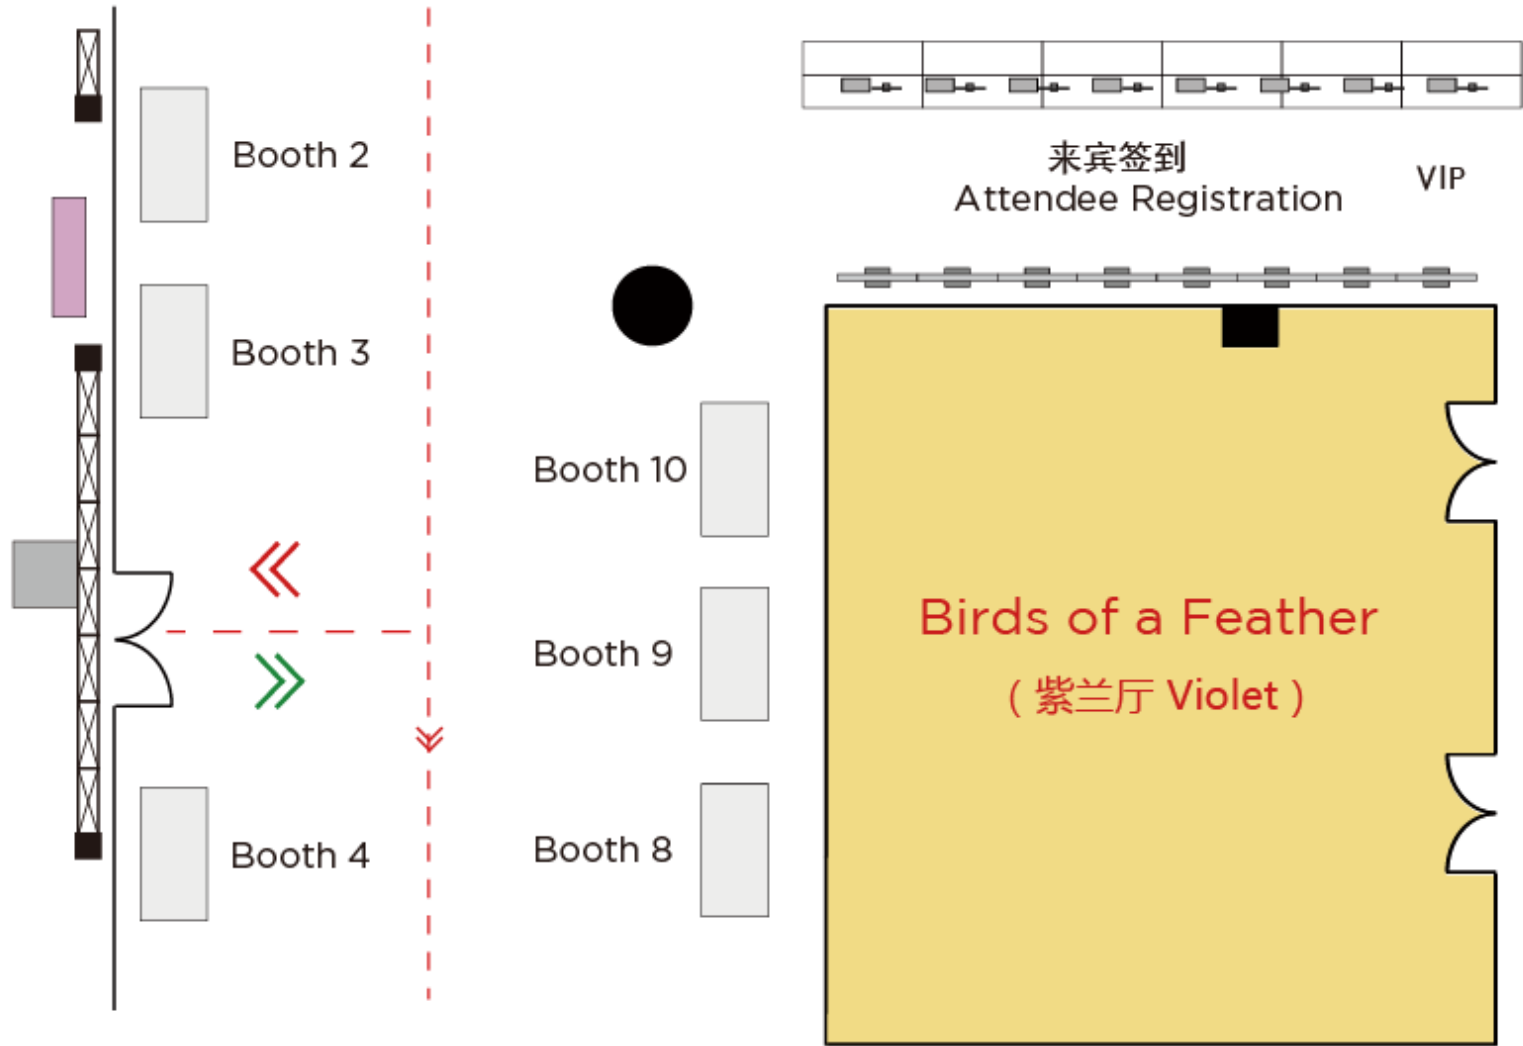 Booth 2
来宾签到
Attendee Registration
VIP
Booth 3
Booth 10
Birds of a Feather
（紫兰厅 Violet）
Booth 9
Booth 4
Booth 8